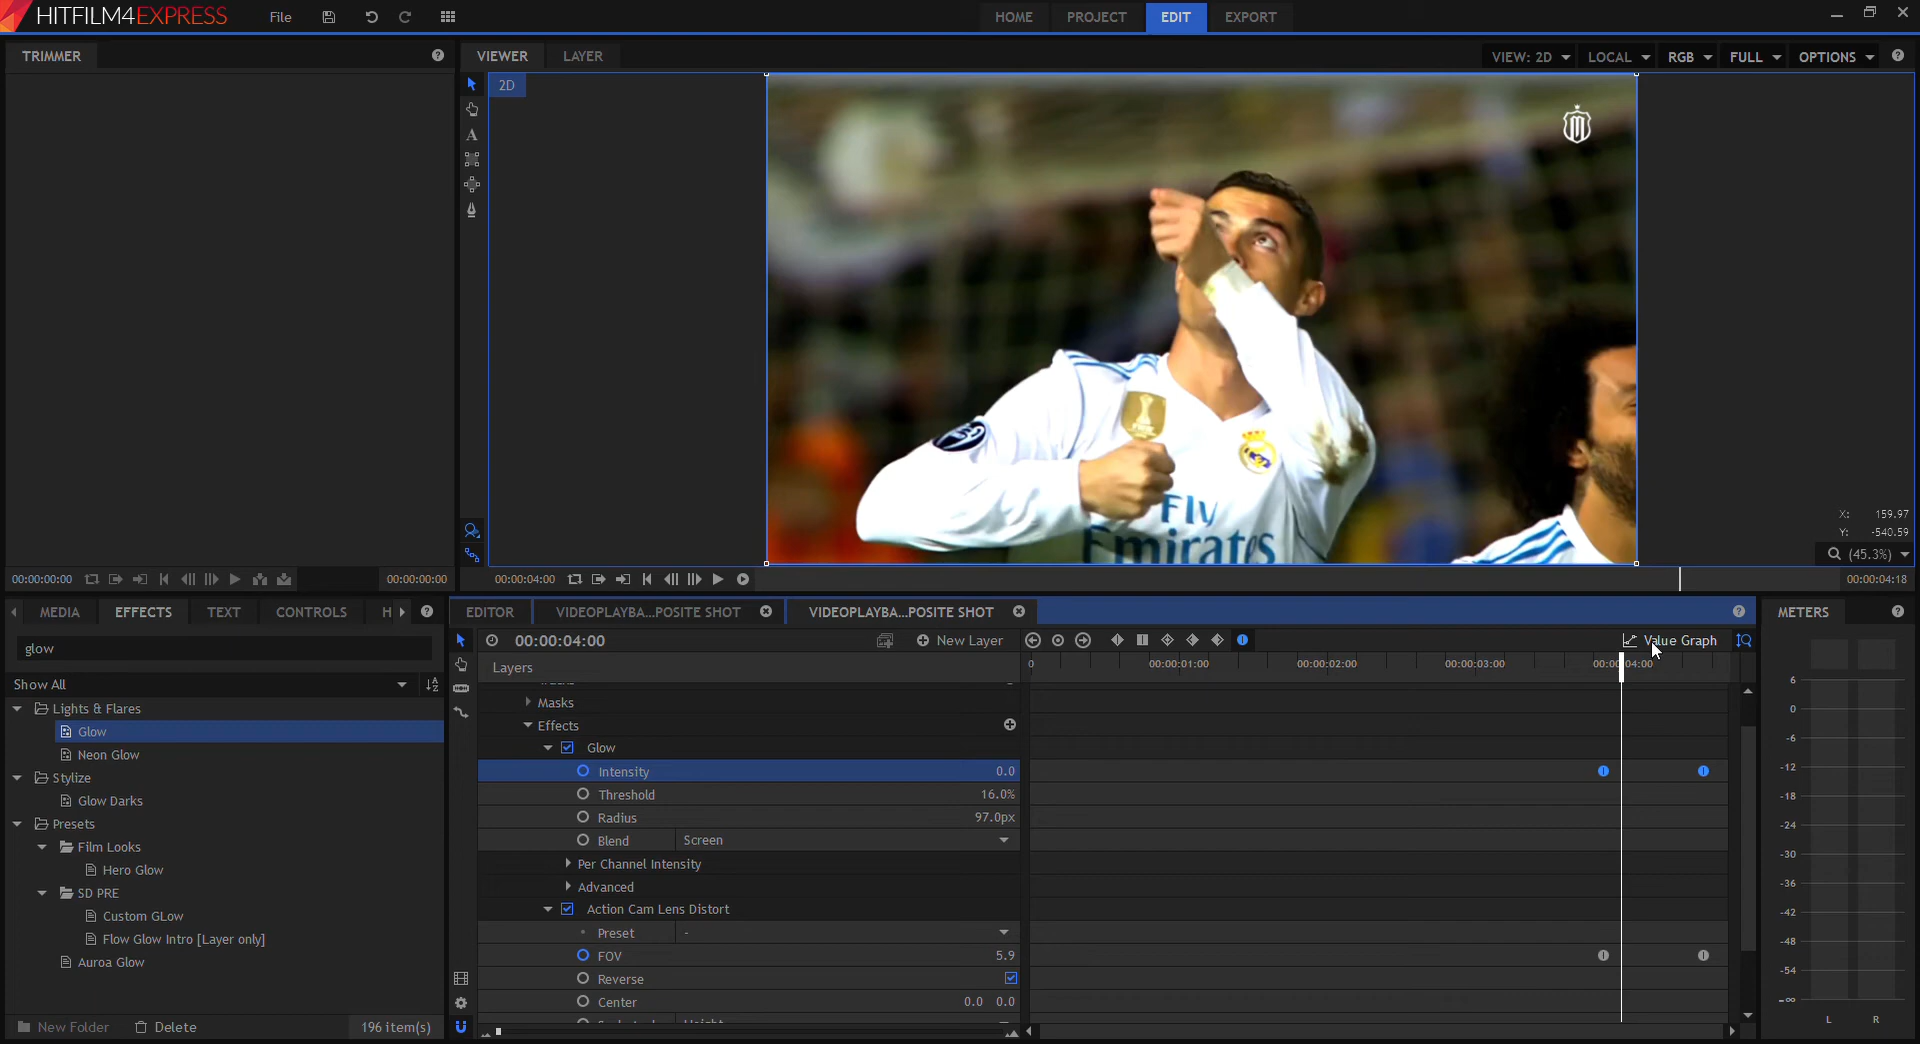 HITFILM4EXPRESS
File
HOME
PROJECT
EDIT
EXPORT
TRIMMER
VIEWER
LAYER
VIEW: 2D
LOCAL
RGB
FULL
OPTIONS
2D
Fly
Emirates
X: 159.97
Y: -540.59
(45.3%)
00:00:00:00
00:00:00:00
00:00:04:00
00:00:04:18
MEDIA
EFFECTS
TEXT
CONTROLS
H
EDITOR
VIDEOPLAYBA...POSITE SHOT
VIDEOPLAYBA...POSITE SHOT
METERS
glow
00:00:04:00
New Layer
Value Graph
Layers
0
00:00:01:00
00:00:02:00
00:00:03:00
00:00:04:00
Show All
Lights & Flares
Glow
Neon Glow
Stylize
Glow Darks
Presets
Film Looks
Hero Glow
SD PRE
Custom GLow
Flow Glow Intro [Layer only]
Auroa Glow
New Folder
Delete
196 item(s)
Masks
Effects
Glow
Intensity 0.0
Threshold 16.0%
Radius 97.0px
Blend Screen
Per Channel Intensity
Advanced
Action Cam Lens Distort
Preset -
FOV 5.9
Reverse
Center 0.0 0.0
6
0
-6
-12
-18
-24
-30
-36
-42
-48
-54
-∞
L R